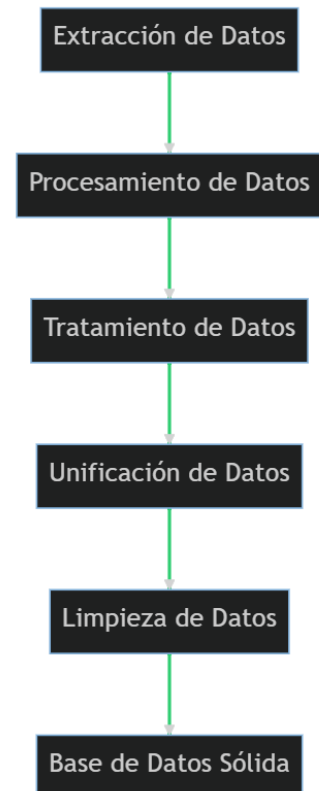 Extracción de Datos
Procesamiento de Datos
Tratamiento de Datos
Unificación de Datos
Limpieza de Datos
Base de Datos Sólida